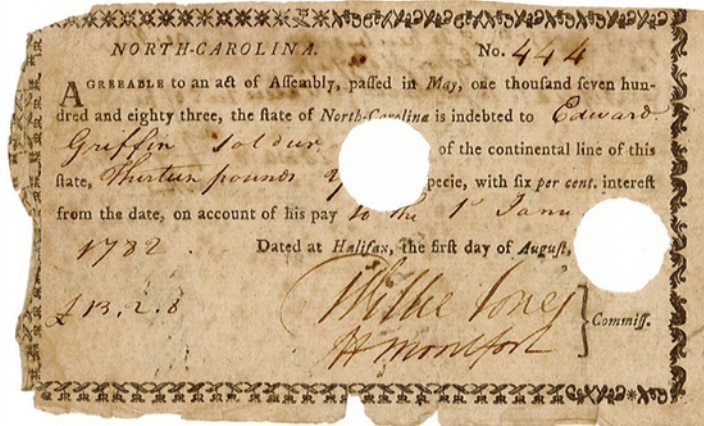 NORTH-CAROLINA. No. 444
AGREEABLE to an act of Aſſembly, paſſed in May, one thouſand ſeven hun-
dred and eighty three, the ſtate of North-Carolina is indebted to Edward
Griffin Soldier of the continental line of this
ſtate, thirteen pounds pecie, with ſix per cent. intereſt
from the date, on account of his pay to the 1st Janu
1782. Dated at Halifax, the firſt day of Auguſt,
£ 13.2.8 Willie Jones
Commiſſ.
H Montfort